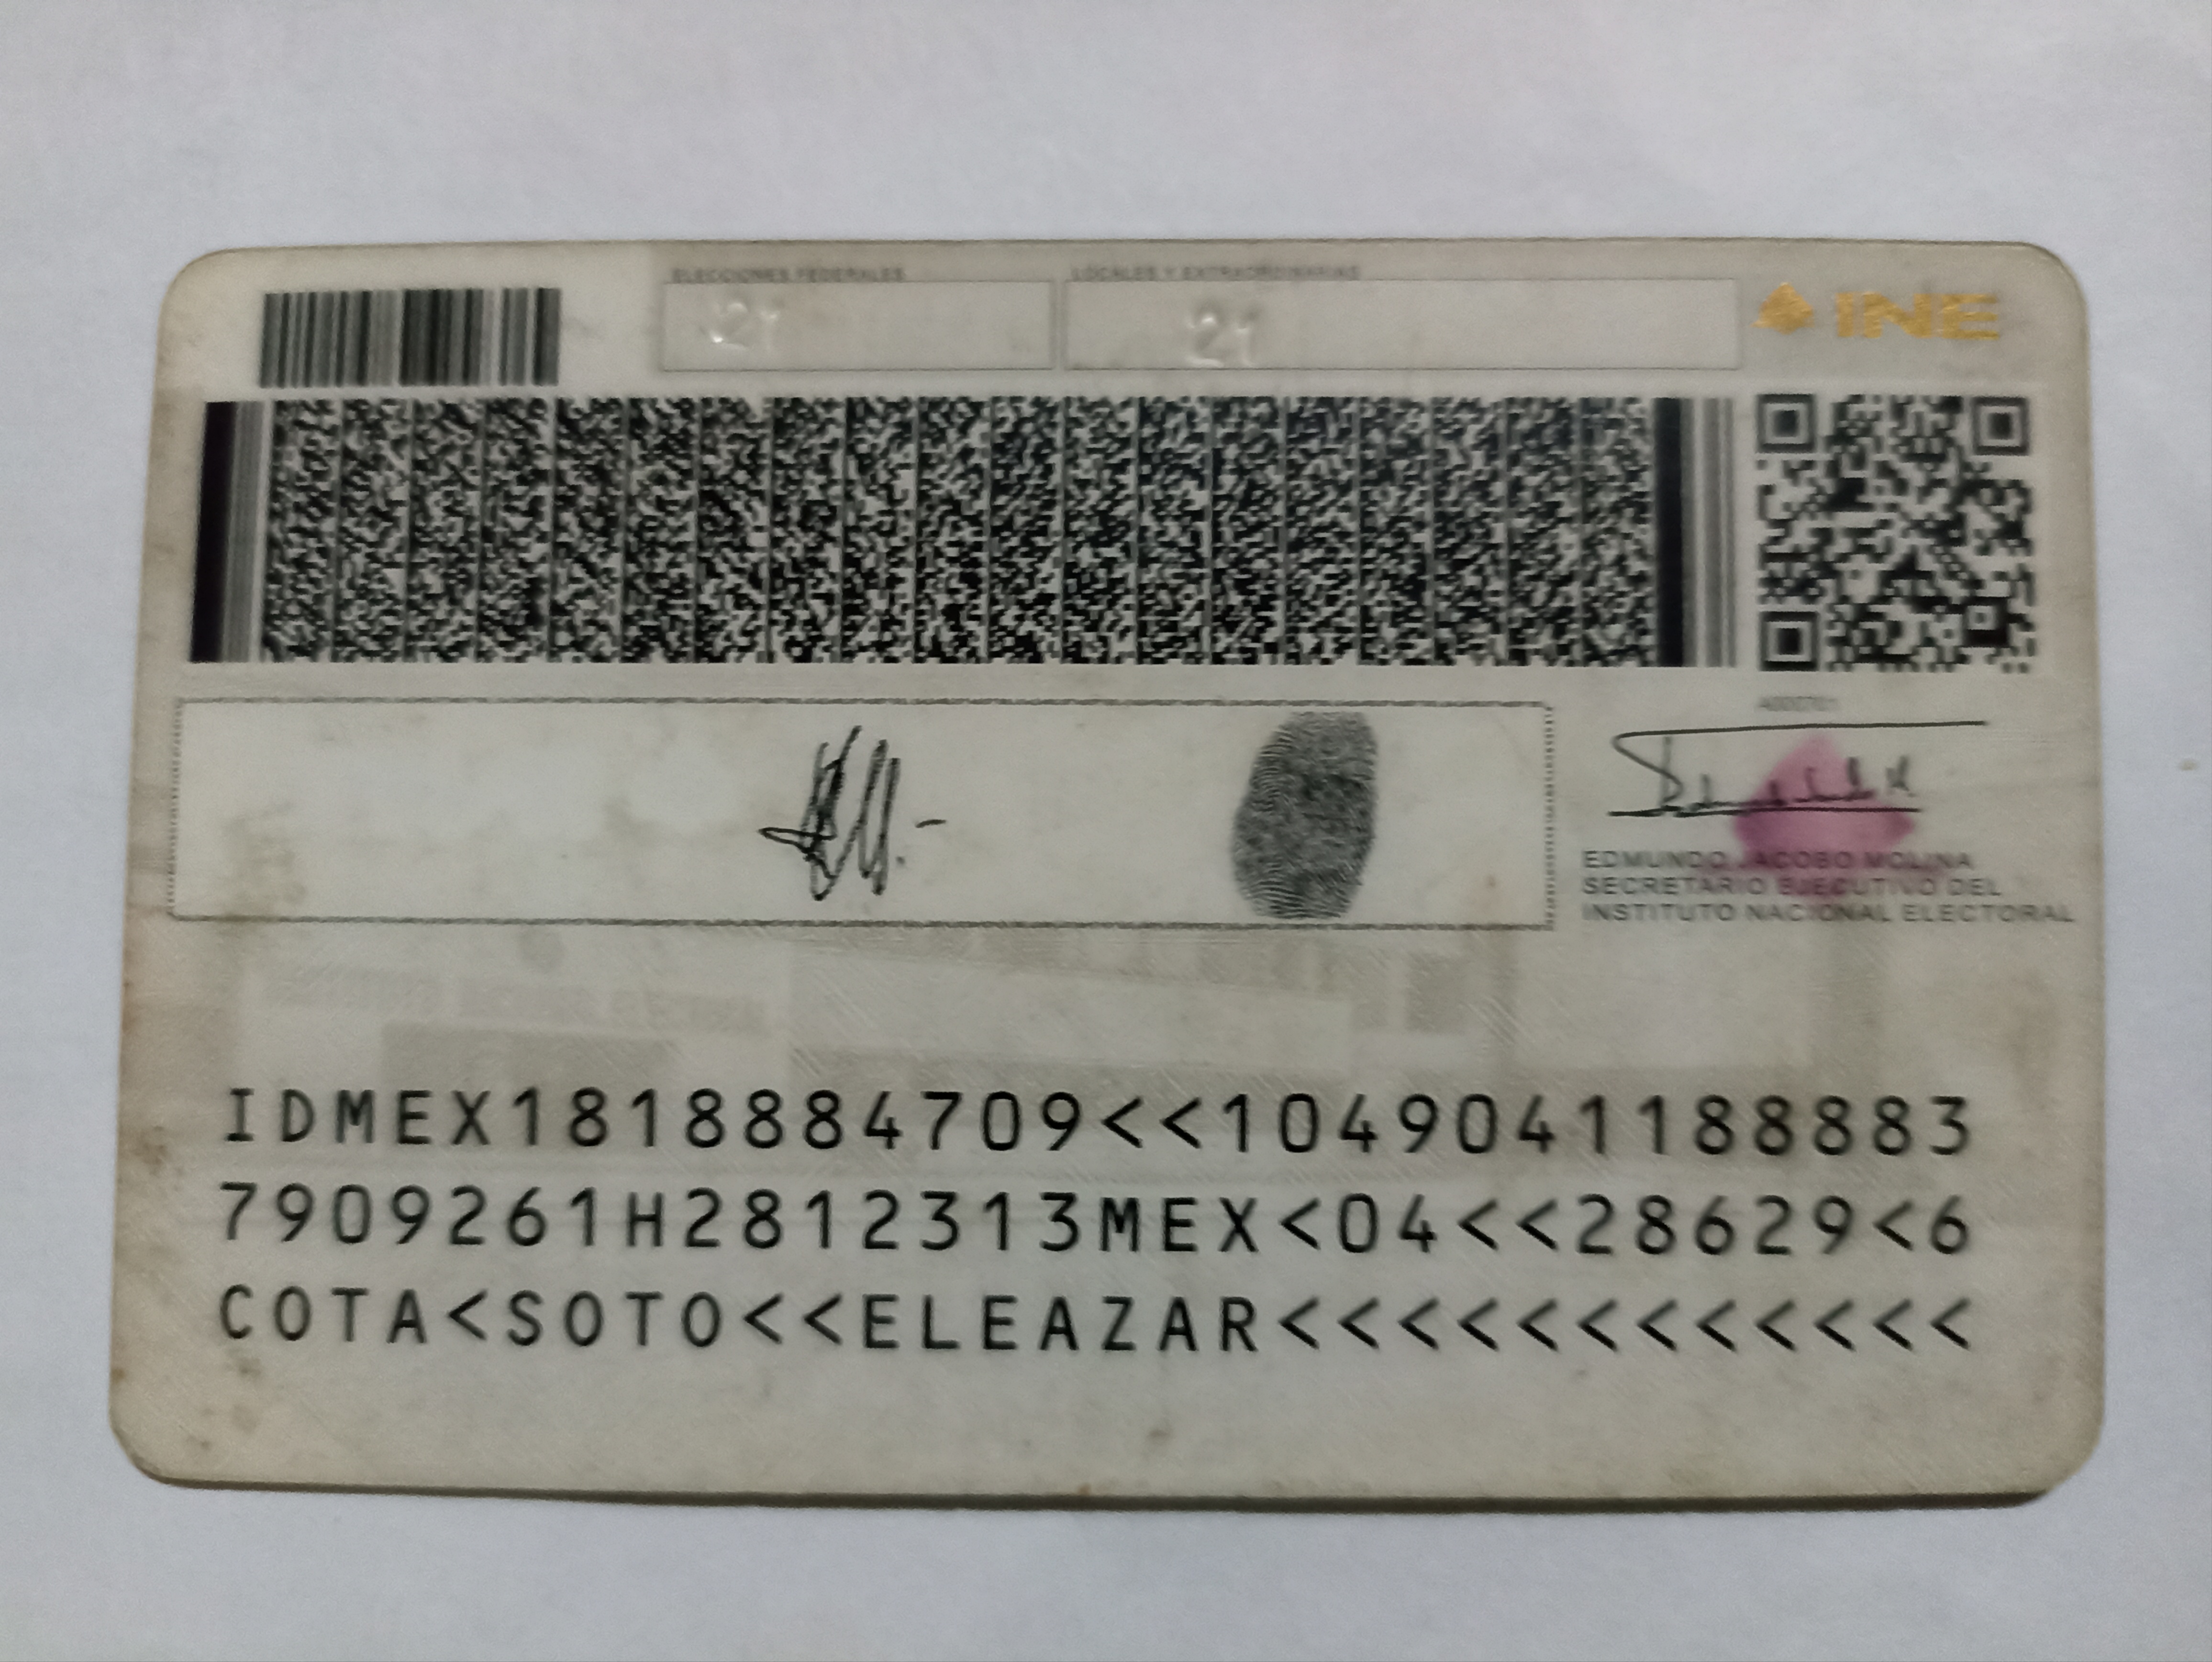 ELECCIONES FEDERALES
LOCALES Y EXTRAORDINARIAS
21
21
INE
EDMUNDO JACOBO MOLINA
SECRETARIO EJECUTIVO DEL
INSTITUTO NACIONAL ELECTORAL
IDMEX1818884709<<1049041188883
7909261H2812313MEX<04<<28629<6
COTA<SOTO<<ELEAZAR<<<<<<<<<<<<